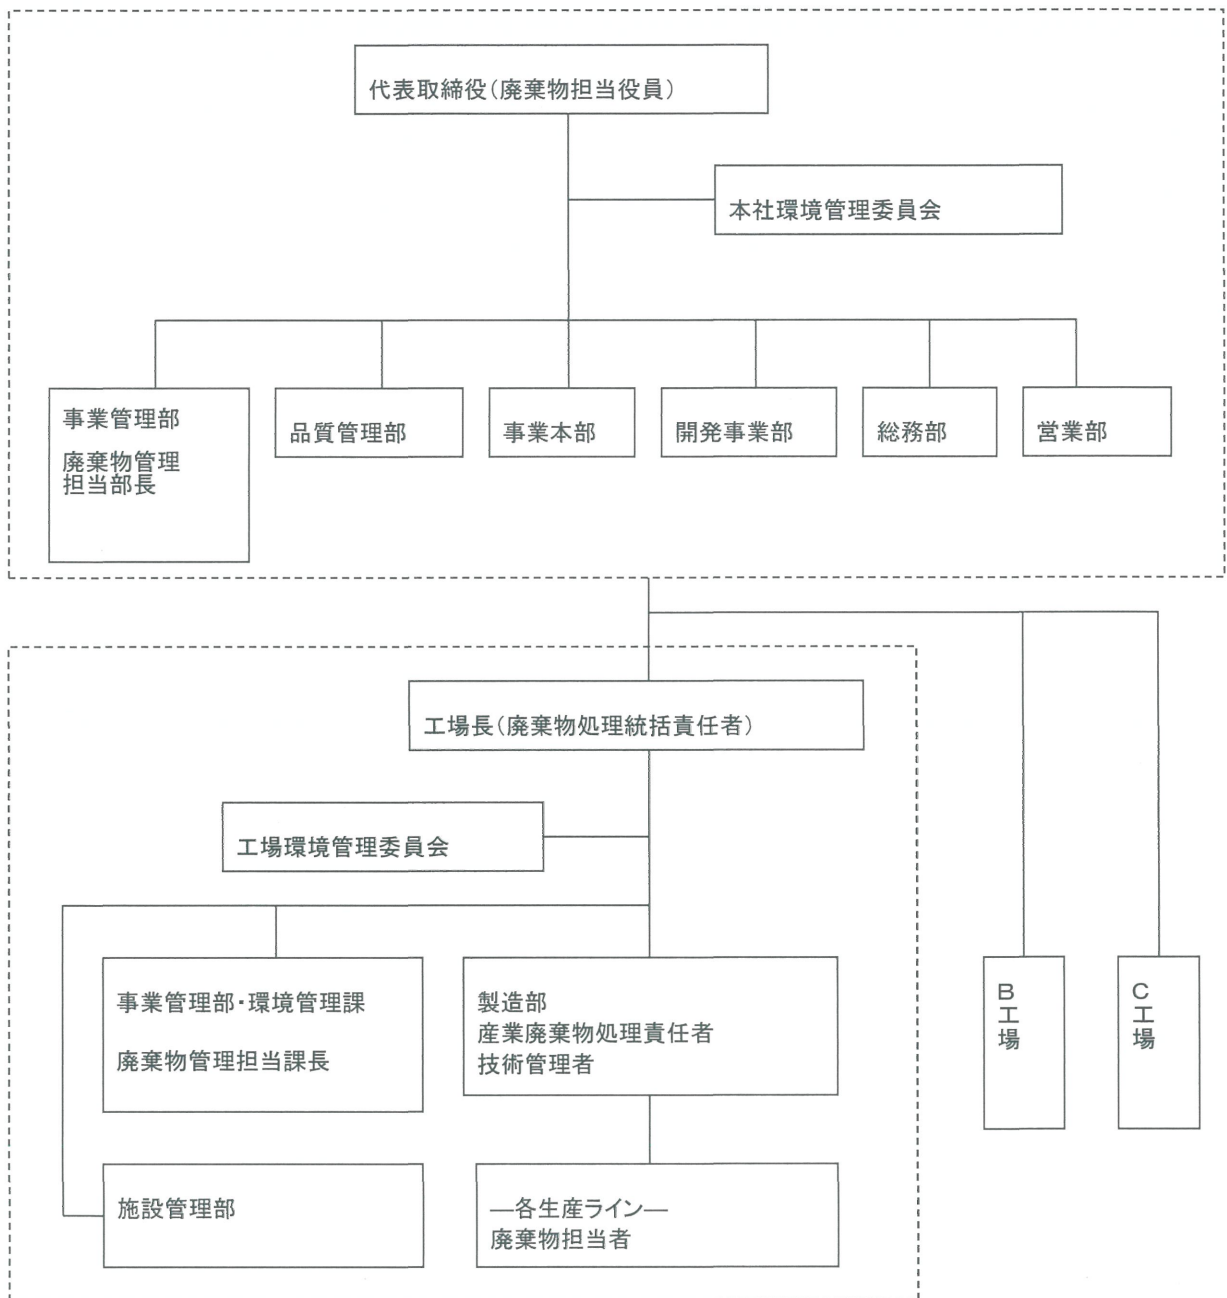 代表取締役(廃棄物担当役員)
本社環境管理委員会
事業管理部
廃棄物管理
担当部長
品質管理部
事業本部
開発事業部
総務部
営業部
工場長(廃棄物処理統括責任者)
工場環境管理委員会
事業管理部・環境管理課
廃棄物管理担当課長
製造部
産業廃棄物処理責任者
技術管理者
施設管理部
―各生産ライン―
廃棄物担当者
B工場
C工場